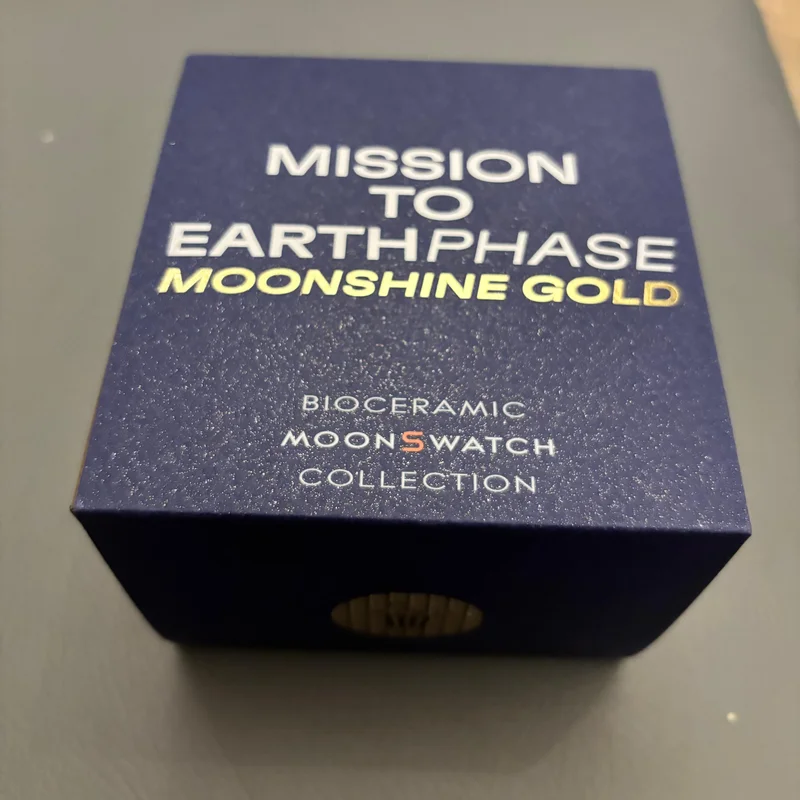 MISSION
TO
EARTHPHASE
MOONSHINE GOLD
BIOCERAMIC
MOONSWATCH
COLLECTION